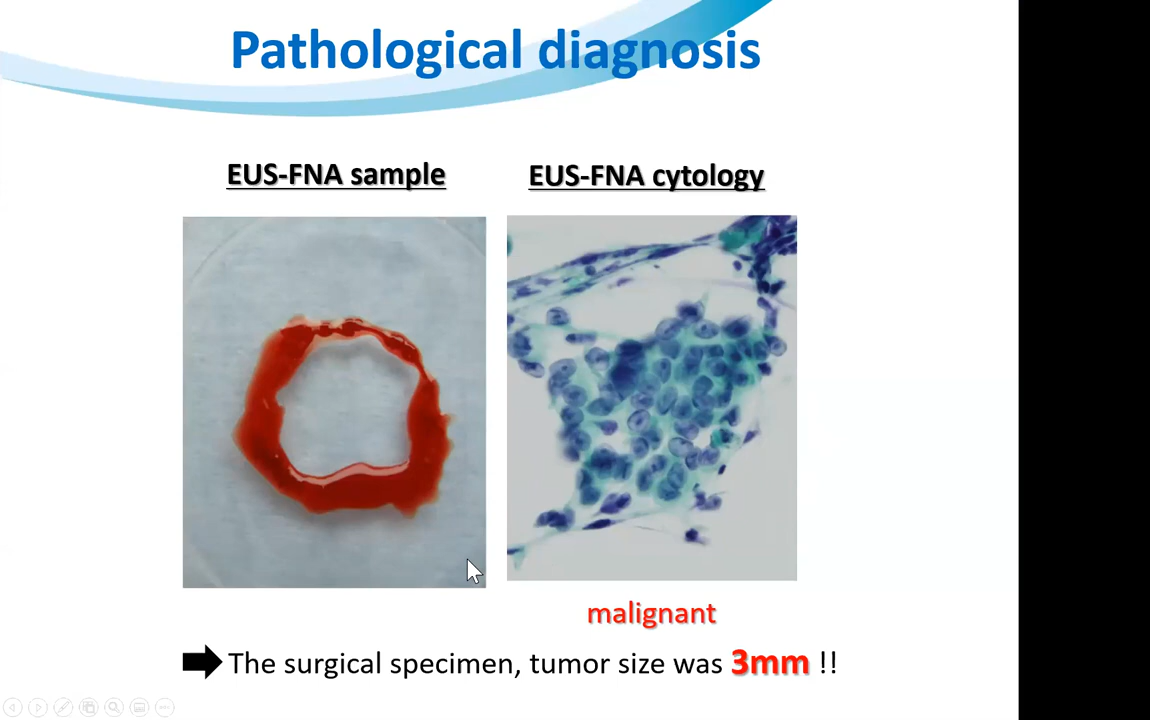 Pathological diagnosis
EUS-FNA sample
EUS-FNA cytology
malignant
The surgical specimen, tumor size was 3mm !!